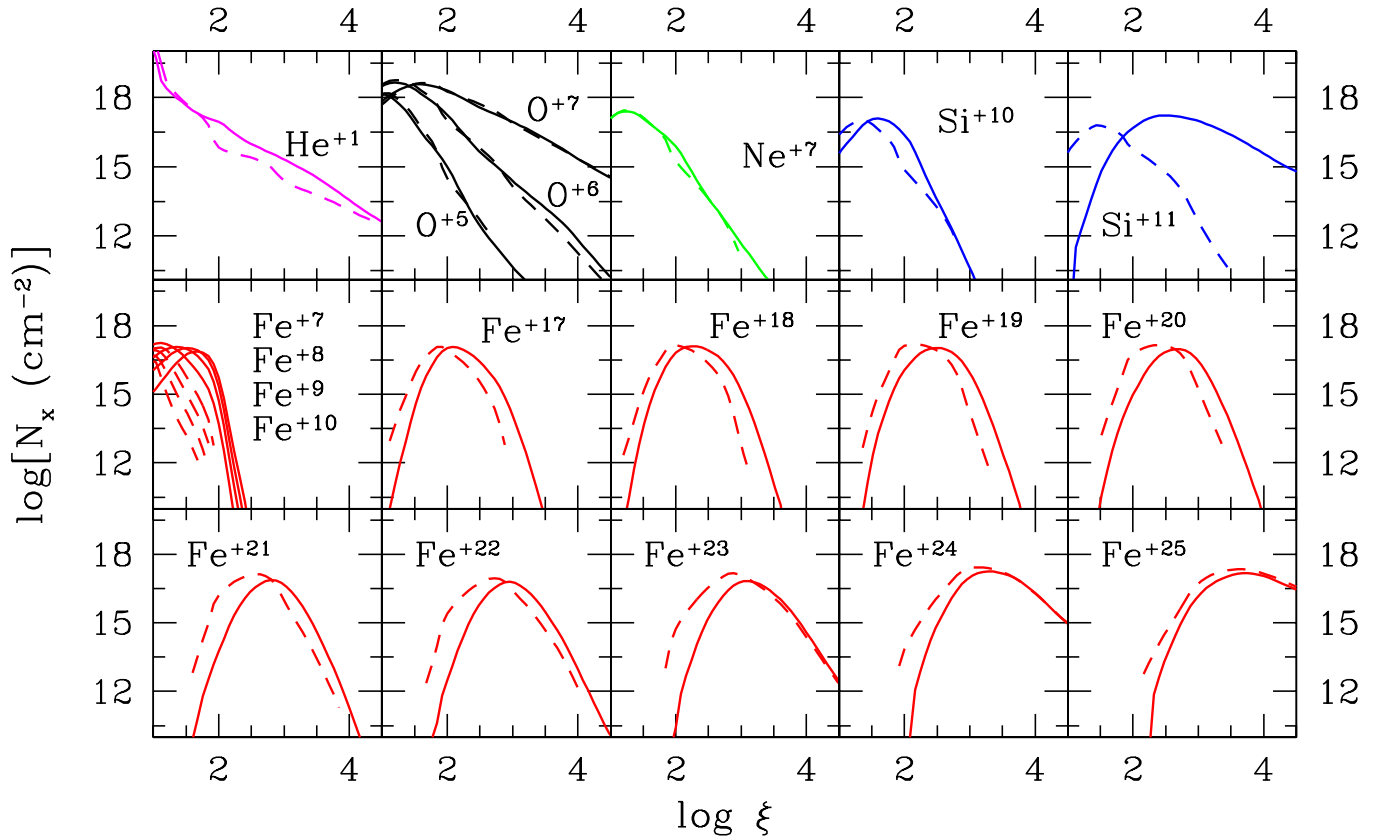 2 4 2 4 2 4 2 4 2 4
18 He⁺¹ O⁺⁷ O⁺⁶ O⁺⁵ Ne⁺⁷ Si⁺¹⁰ Si⁺¹¹ 18
15 15
12 12
log[Nₓ (cm⁻²)]
18 Fe⁺⁷ Fe⁺¹⁷ Fe⁺¹⁸ Fe⁺¹⁹ Fe⁺²⁰ 18
Fe⁺⁸
15 Fe⁺⁹ 15
Fe⁺¹⁰
12 12
18 Fe⁺²¹ Fe⁺²² Fe⁺²³ Fe⁺²⁴ Fe⁺²⁵ 18
15 15
12 12
2 4 2 4 2 4 2 4 2 4
log ξ